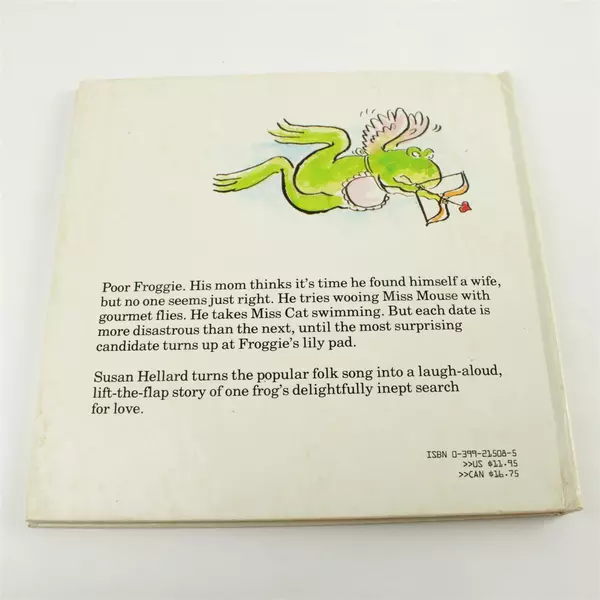 Poor Froggie. His mom thinks it's time he found himself a wife,
but no one seems just right. He tries wooing Miss Mouse with
gourmet flies. He takes Miss Cat swimming. But each date is
more disastrous than the next, until the most surprising
candidate turns up at Froggie's lily pad.
Susan Hellard turns the popular folk song into a laugh-aloud,
lift-the-flap story of one frog's delightfully inept search
for love.
ISBN 0-399-21508-5
>>US $11.95
>>CAN $16.75